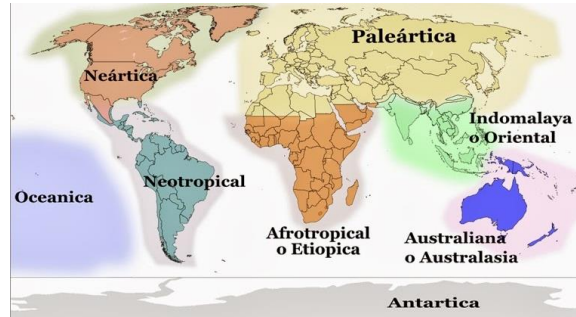 Paleártica
Neártica
Indomalaya
o Oriental
Neotropical
Oceanica
Afrotropical
o Etiopica
Australiana
o Australasia
Antartica